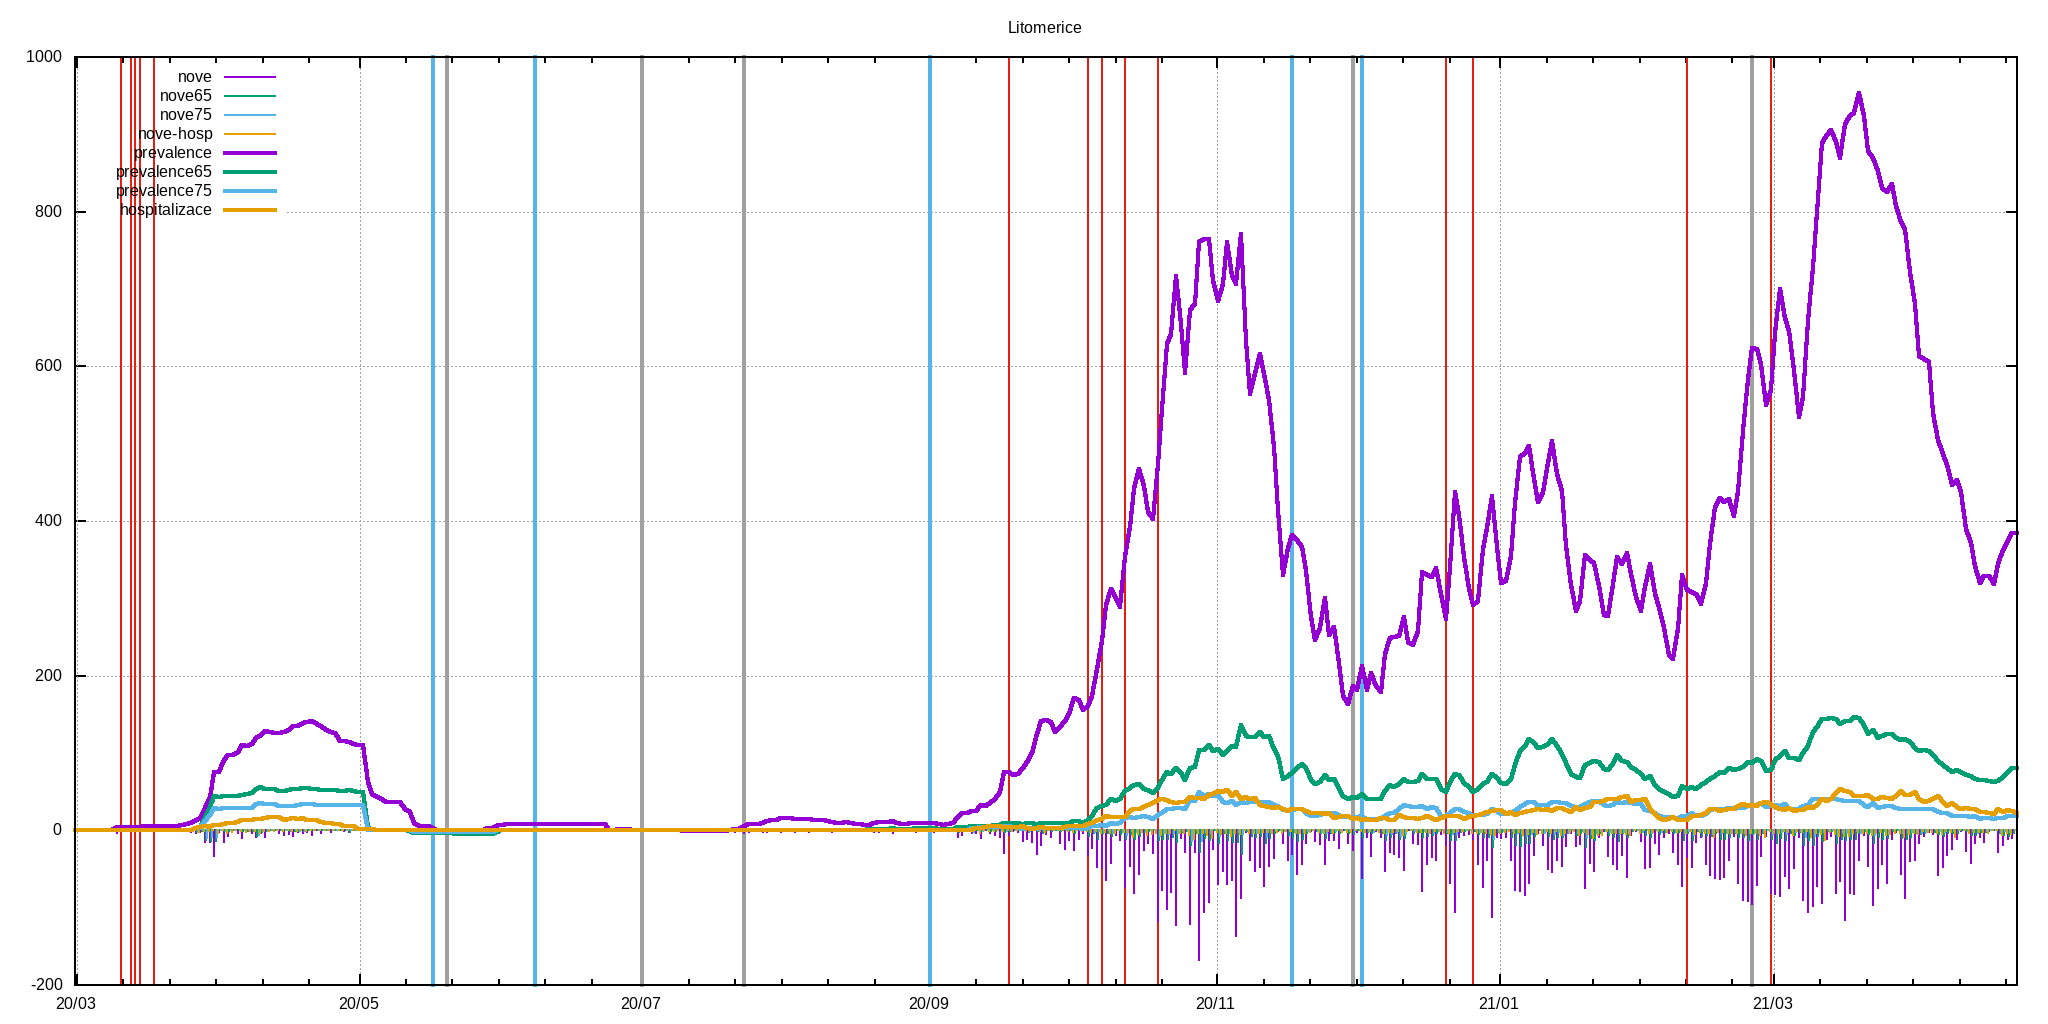 Litomerice
1000
800
600
400
200
0
-200
nove
nove65
nove75
nove-hosp
prevalence
prevalence65
prevalence75
hospitalizace
20/03 20/05 20/07 20/09 20/11 21/01 21/03